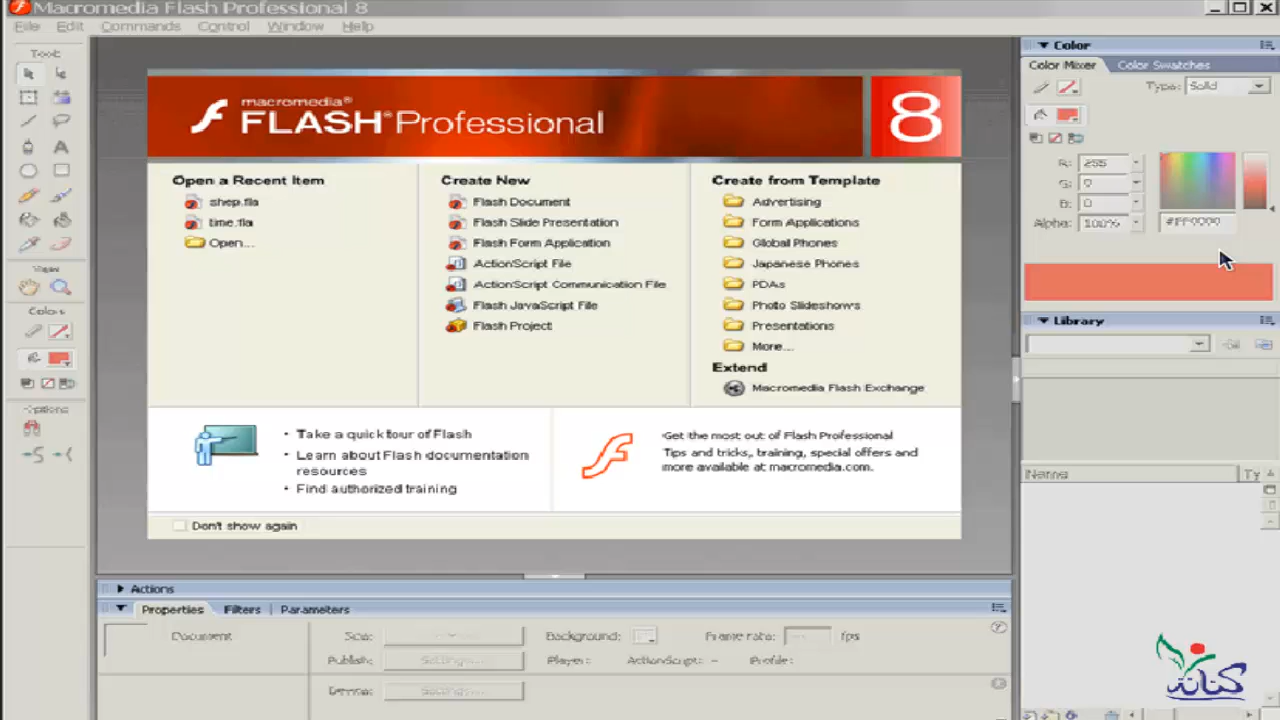 Macromedia Flash Professional 8
File Edit Commands Control Window Help
Tools
View
Colors
Options
macromedia®
FLASH® Professional 8
Open a Recent Item
shep.fla
time.fla
Open...
Create New
Flash Document
Flash Slide Presentation
Flash Form Application
ActionScript File
ActionScript Communication File
Flash JavaScript File
Flash Project
Create from Template
Advertising
Form Applications
Global Phones
Japanese Phones
PDAs
Photo Slideshows
Presentations
More...
Extend
Macromedia Flash Exchange
• Take a quick tour of Flash
• Learn about Flash documentation
resources
• Find authorized training
Get the most out of Flash Professional
Tips and tricks, training, special offers and
more available at macromedia.com.
Don't show again
Color
Color Mixer Color Swatches
Type: Solid
R: 255
G: 0
B: 0
Alpha: 100% #FF0000
Library
Name Ty
Actions
Properties Filters Parameters
Document Size: Background: Frame rate: fps
Publish: Settings... Player: ActionScript: - Profile:
Device: Settings...
كنانة